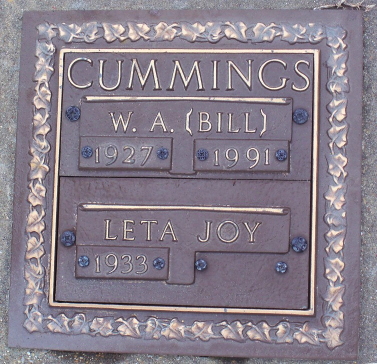 CUMMINGS
W. A. (BILL)
1927 1991
LETA JOY
1933